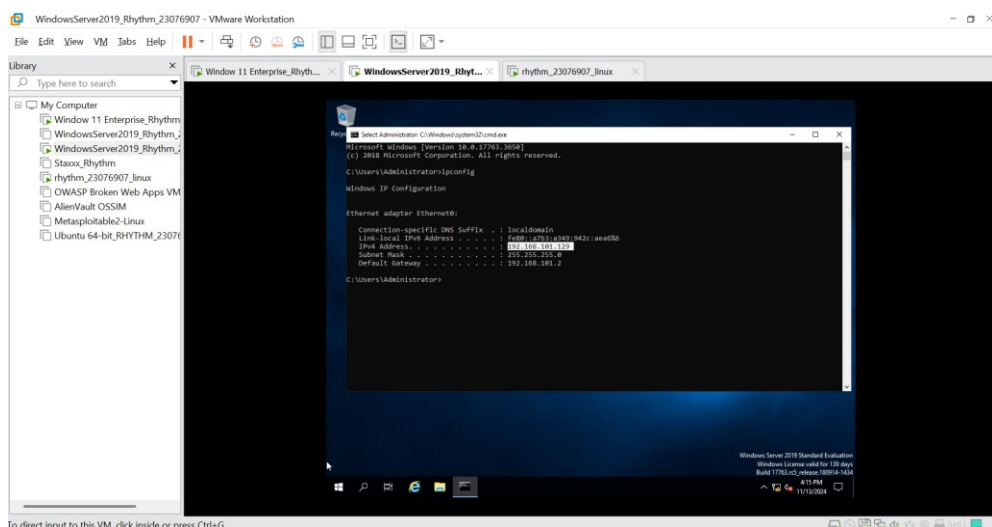 WindowsServer2019_Rhythm_23076907 - VMware Workstation
File Edit View VM Tabs Help
Library
Type here to search
My Computer
Window 11 Enterprise_Rhythm
WindowsServer2019_Rhythm_2
WindowsServer2019_Rhythm_2
Staxxx_Rhythm
rhythm_23076907_linux
OWASP Broken Web Apps VM
AlienVault OSSIM
Metasploitable2-Linux
Ubuntu 64-bit_RHYTHM_23076
Window 11 Enterprise_Rhyth...
WindowsServer2019_Rhyt...
rhythm_23076907_linux
Select Administrator: C:\Windows\system32\cmd.exe
Microsoft Windows [Version 10.0.17763.3650]
(c) 2018 Microsoft Corporation. All rights reserved.
C:\Users\Administrator>ipconfig
Windows IP Configuration
Ethernet adapter Ethernet0:
Connection-specific DNS Suffix . : localdomain
Link-local IPv6 Address . . . . . : fe80::a7b3:a349:942c:aea6%6
IPv4 Address. . . . . . . . . . . : 192.168.101.129
Subnet Mask . . . . . . . . . . . : 255.255.255.0
Default Gateway . . . . . . . . . : 192.168.101.2
C:\Users\Administrator>
Windows Server 2019 Standard Evaluation
Windows License valid for 139 days
Build 17763.rs5_release.180914-1434
4:15 PM
11/13/2024
To direct input to this VM, click inside or press Ctrl+G.